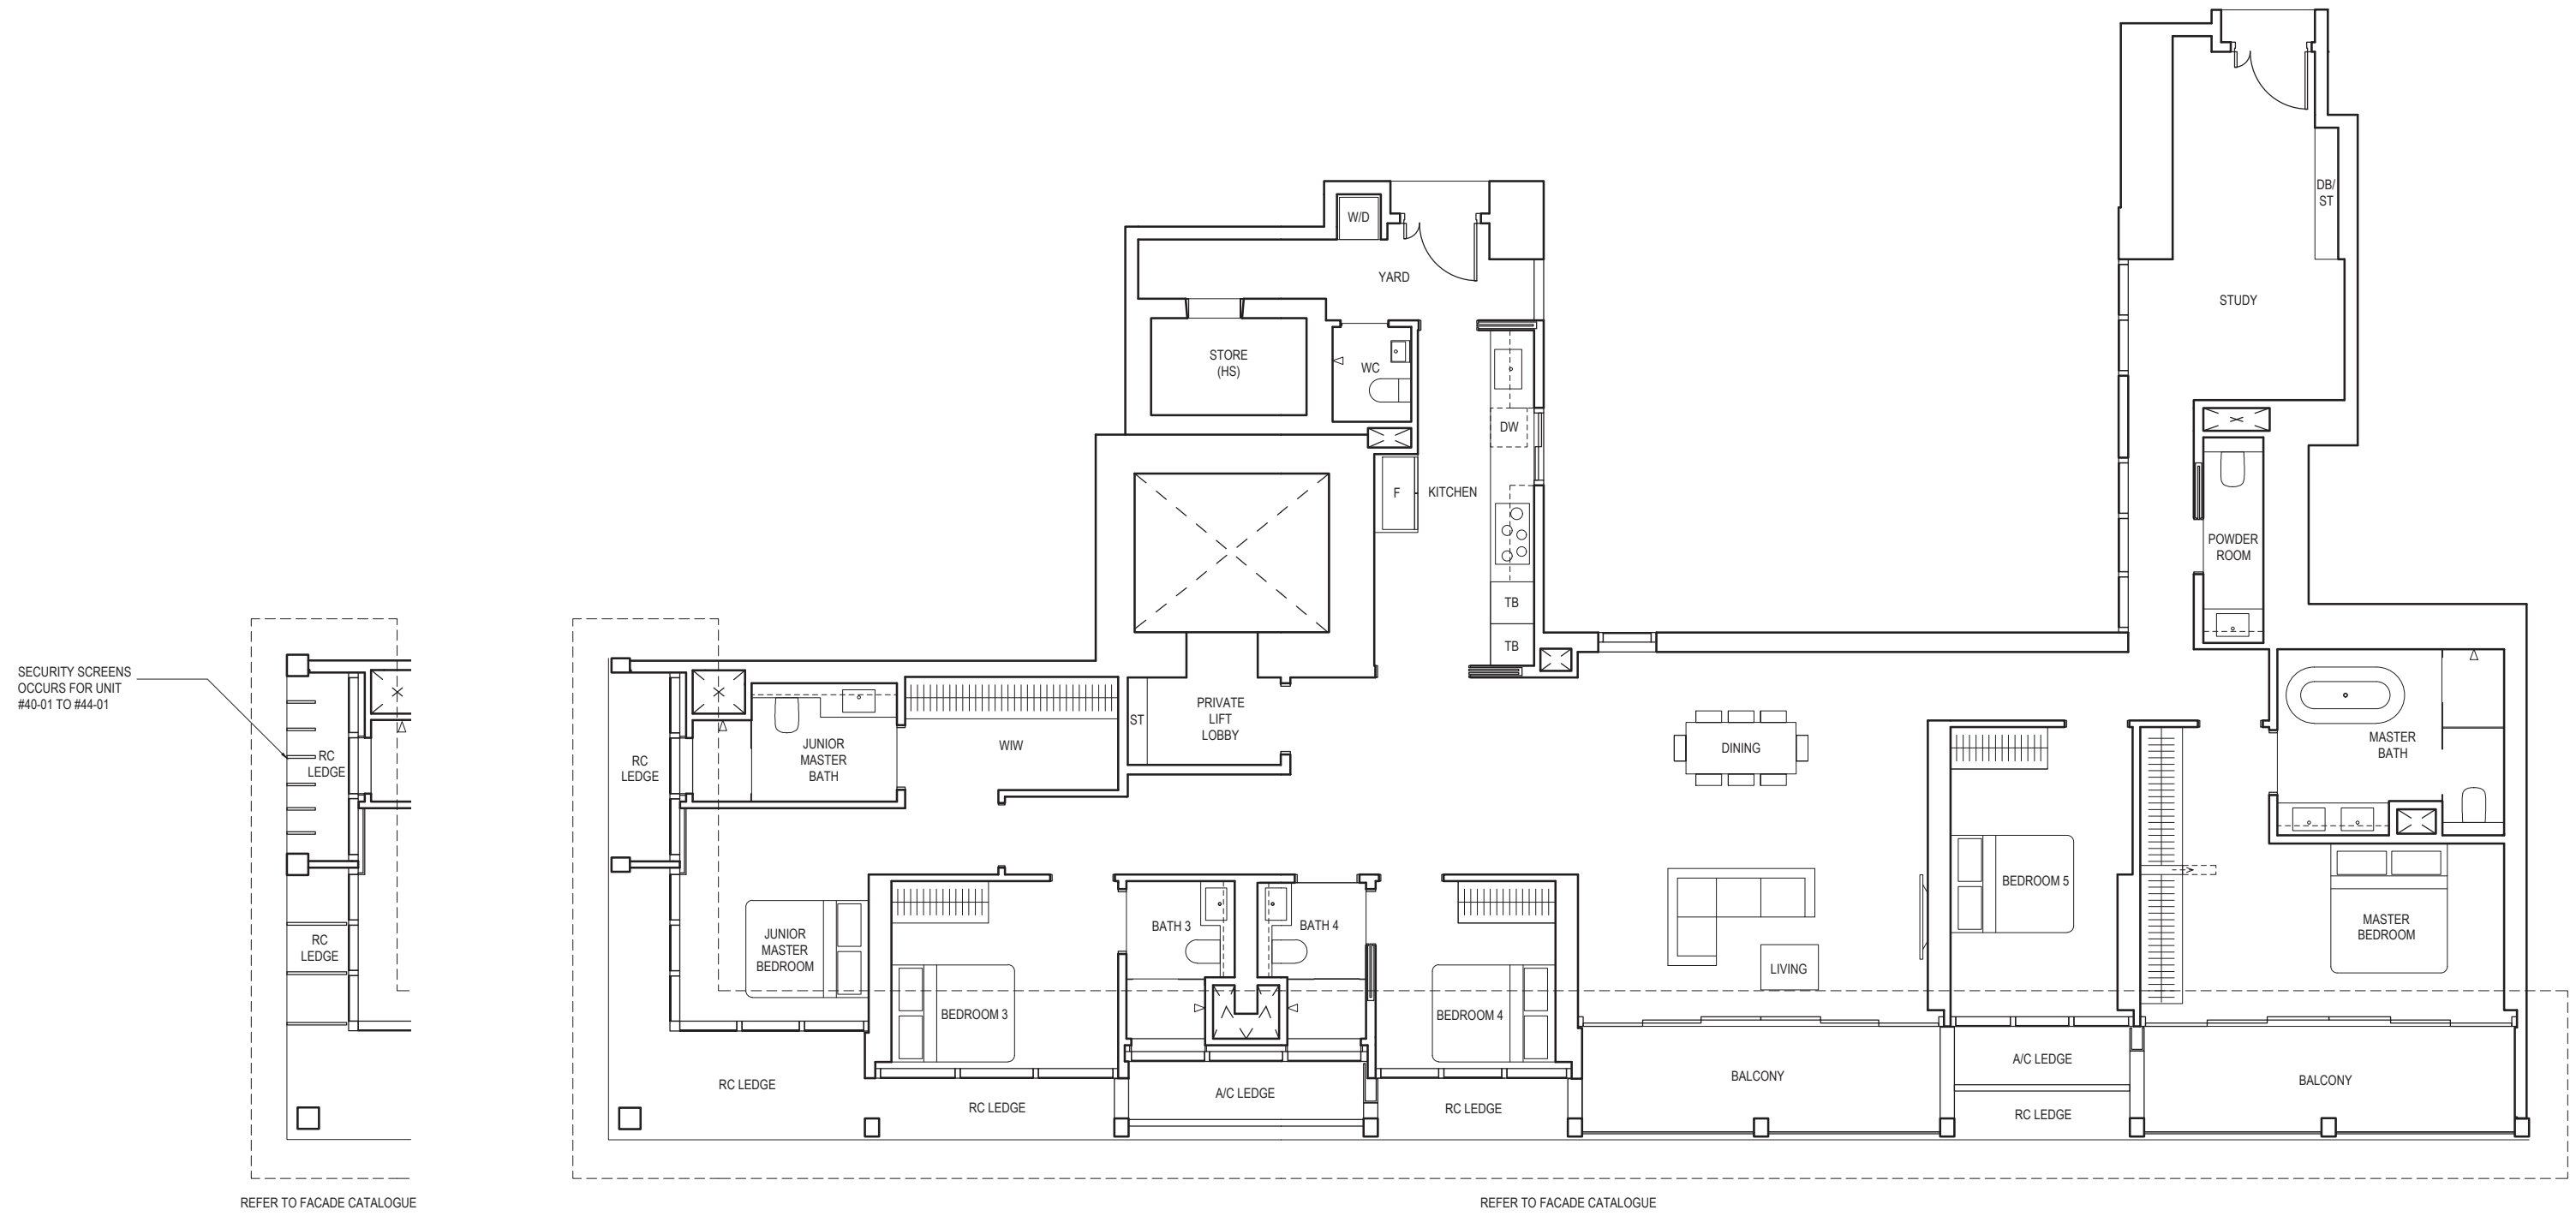 DB/
ST
W/D
YARD
STUDY
STORE
(HS)
WC
DW
F
KITCHEN
POWDER
ROOM
TB
TB
SECURITY SCREENS
OCCURS FOR UNIT
#40-01 TO #44-01
RC
LEDGE
RC
LEDGE
RC
LEDGE
JUNIOR
MASTER
BATH
WIW
ST
PRIVATE
LIFT
LOBBY
DINING
MASTER
BATH
JUNIOR
MASTER
BEDROOM
BEDROOM 3
BATH 3
BATH 4
BEDROOM 4
LIVING
BEDROOM 5
MASTER
BEDROOM
RC LEDGE
RC LEDGE
A/C LEDGE
RC LEDGE
BALCONY
A/C LEDGE
RC LEDGE
BALCONY
REFER TO FACADE CATALOGUE
REFER TO FACADE CATALOGUE